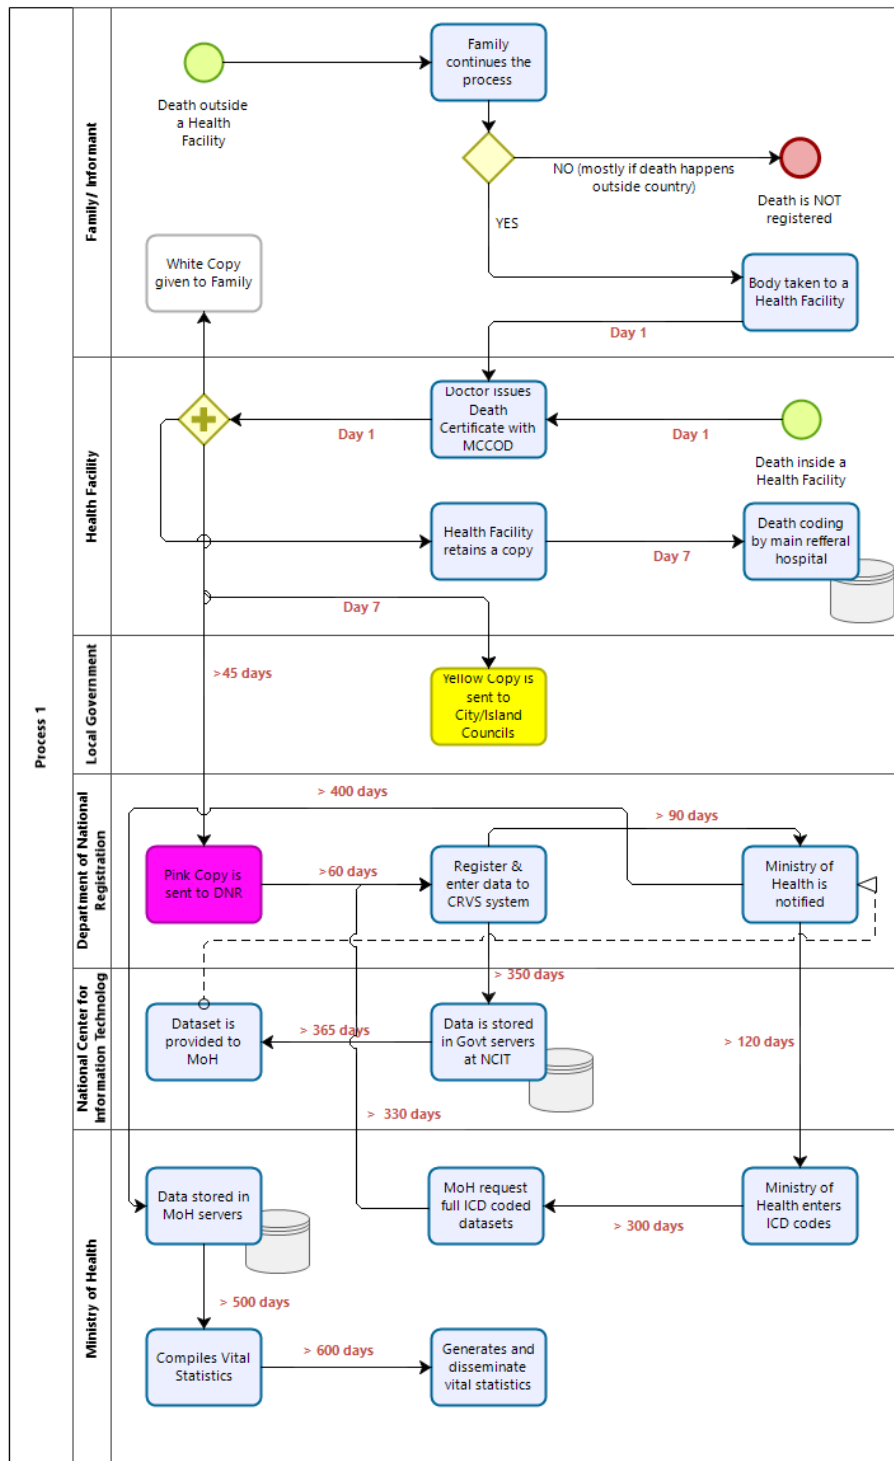 Process 1
Family/ Informant
Death outside
a Health
Facility
Family
continues the
process
NO (mostly if death happens
outside country)
Death is NOT
registered
YES
White Copy
given to Family
Body taken to a
Health Facility
Day 1
Health Facility
Doctor issues
Death
Certificate with
MCCOD
Day 1
Day 1
Death inside a
Health Facility
Health Facility
retains a copy
Day 7
Death coding
by main refferal
hospital
Day 7
Local Government
>45 days
Yellow Copy is
sent to
City/Island
Councils
Department of National
Registration
> 400 days
> 90 days
Pink Copy is
sent to DNR
>60 days
Register &
enter data to
CRVS system
Ministry of
Health is
notified
National Center for
Information Technolog
> 350 days
Dataset is
provided to
MoH
> 365 days
Data is stored
in Govt servers
at NCIT
> 120 days
> 330 days
Ministry of Health
Data stored in
MoH servers
MoH request
full ICD coded
datasets
> 300 days
Ministry of
Health enters
ICD codes
> 500 days
Compiles Vital
Statistics
> 600 days
Generates and
disseminate
vital statistics